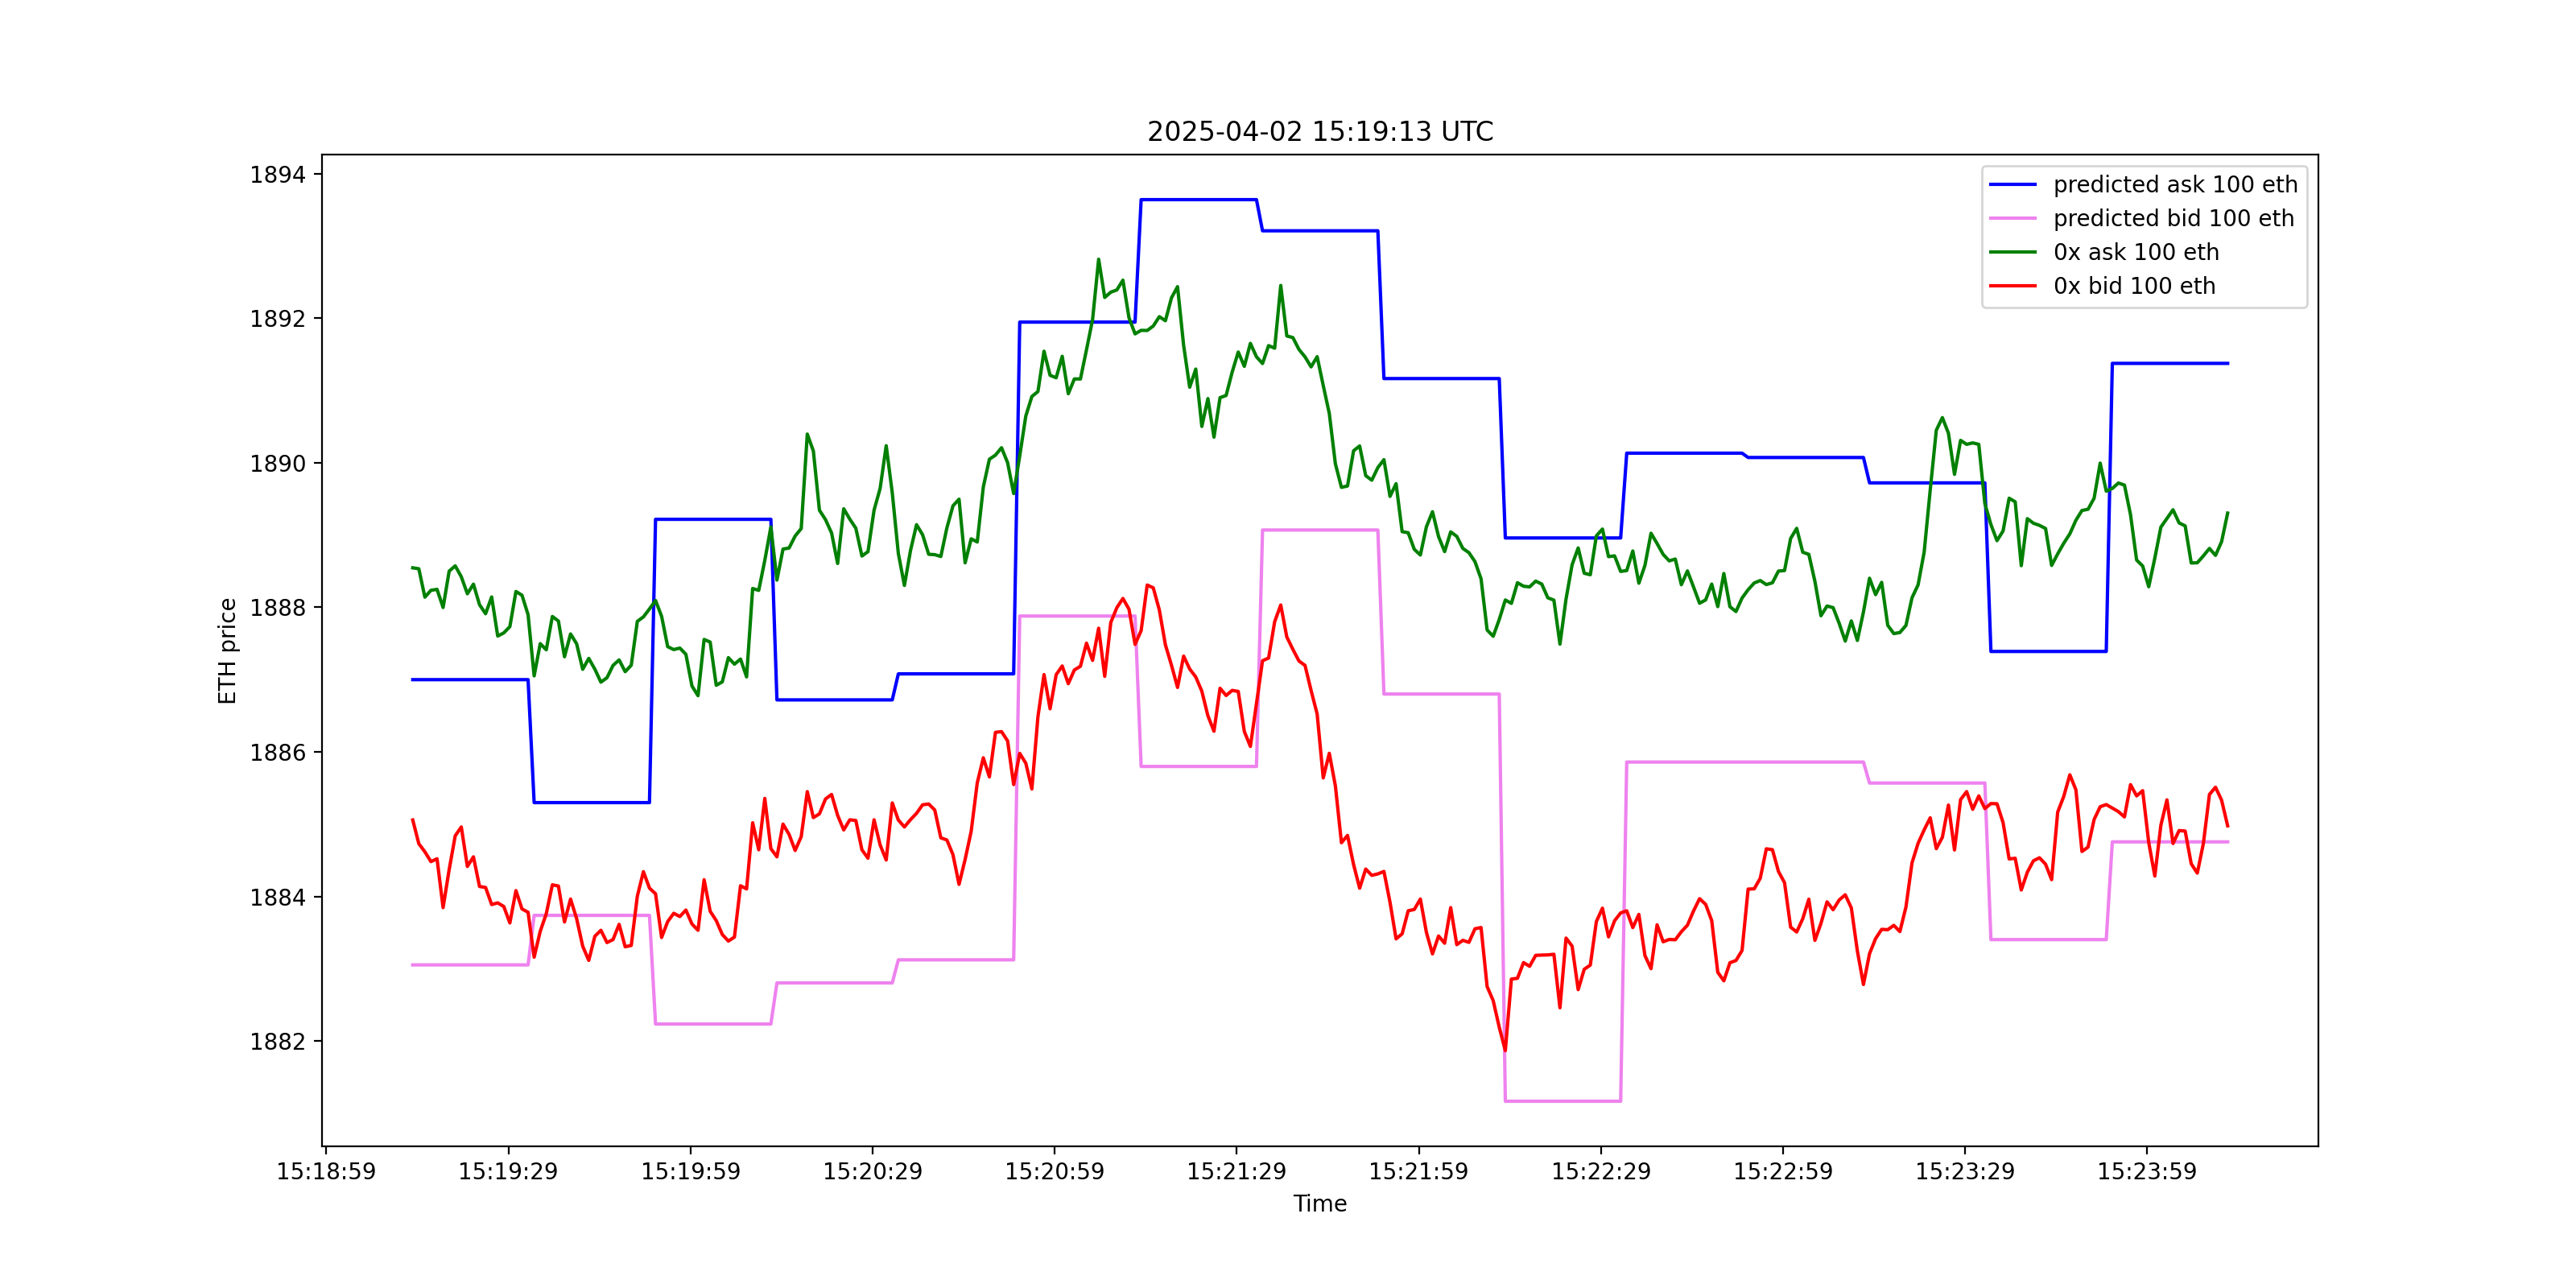 2025-04-02 15:19:13 UTC
predicted ask 100 eth
predicted bid 100 eth
0x ask 100 eth
0x bid 100 eth
1894
1892
1890
1888
1886
1884
1882
ETH price
15:18:59 15:19:29 15:19:59 15:20:29 15:20:59 15:21:29 15:21:59 15:22:29 15:22:59 15:23:29 15:23:59
Time